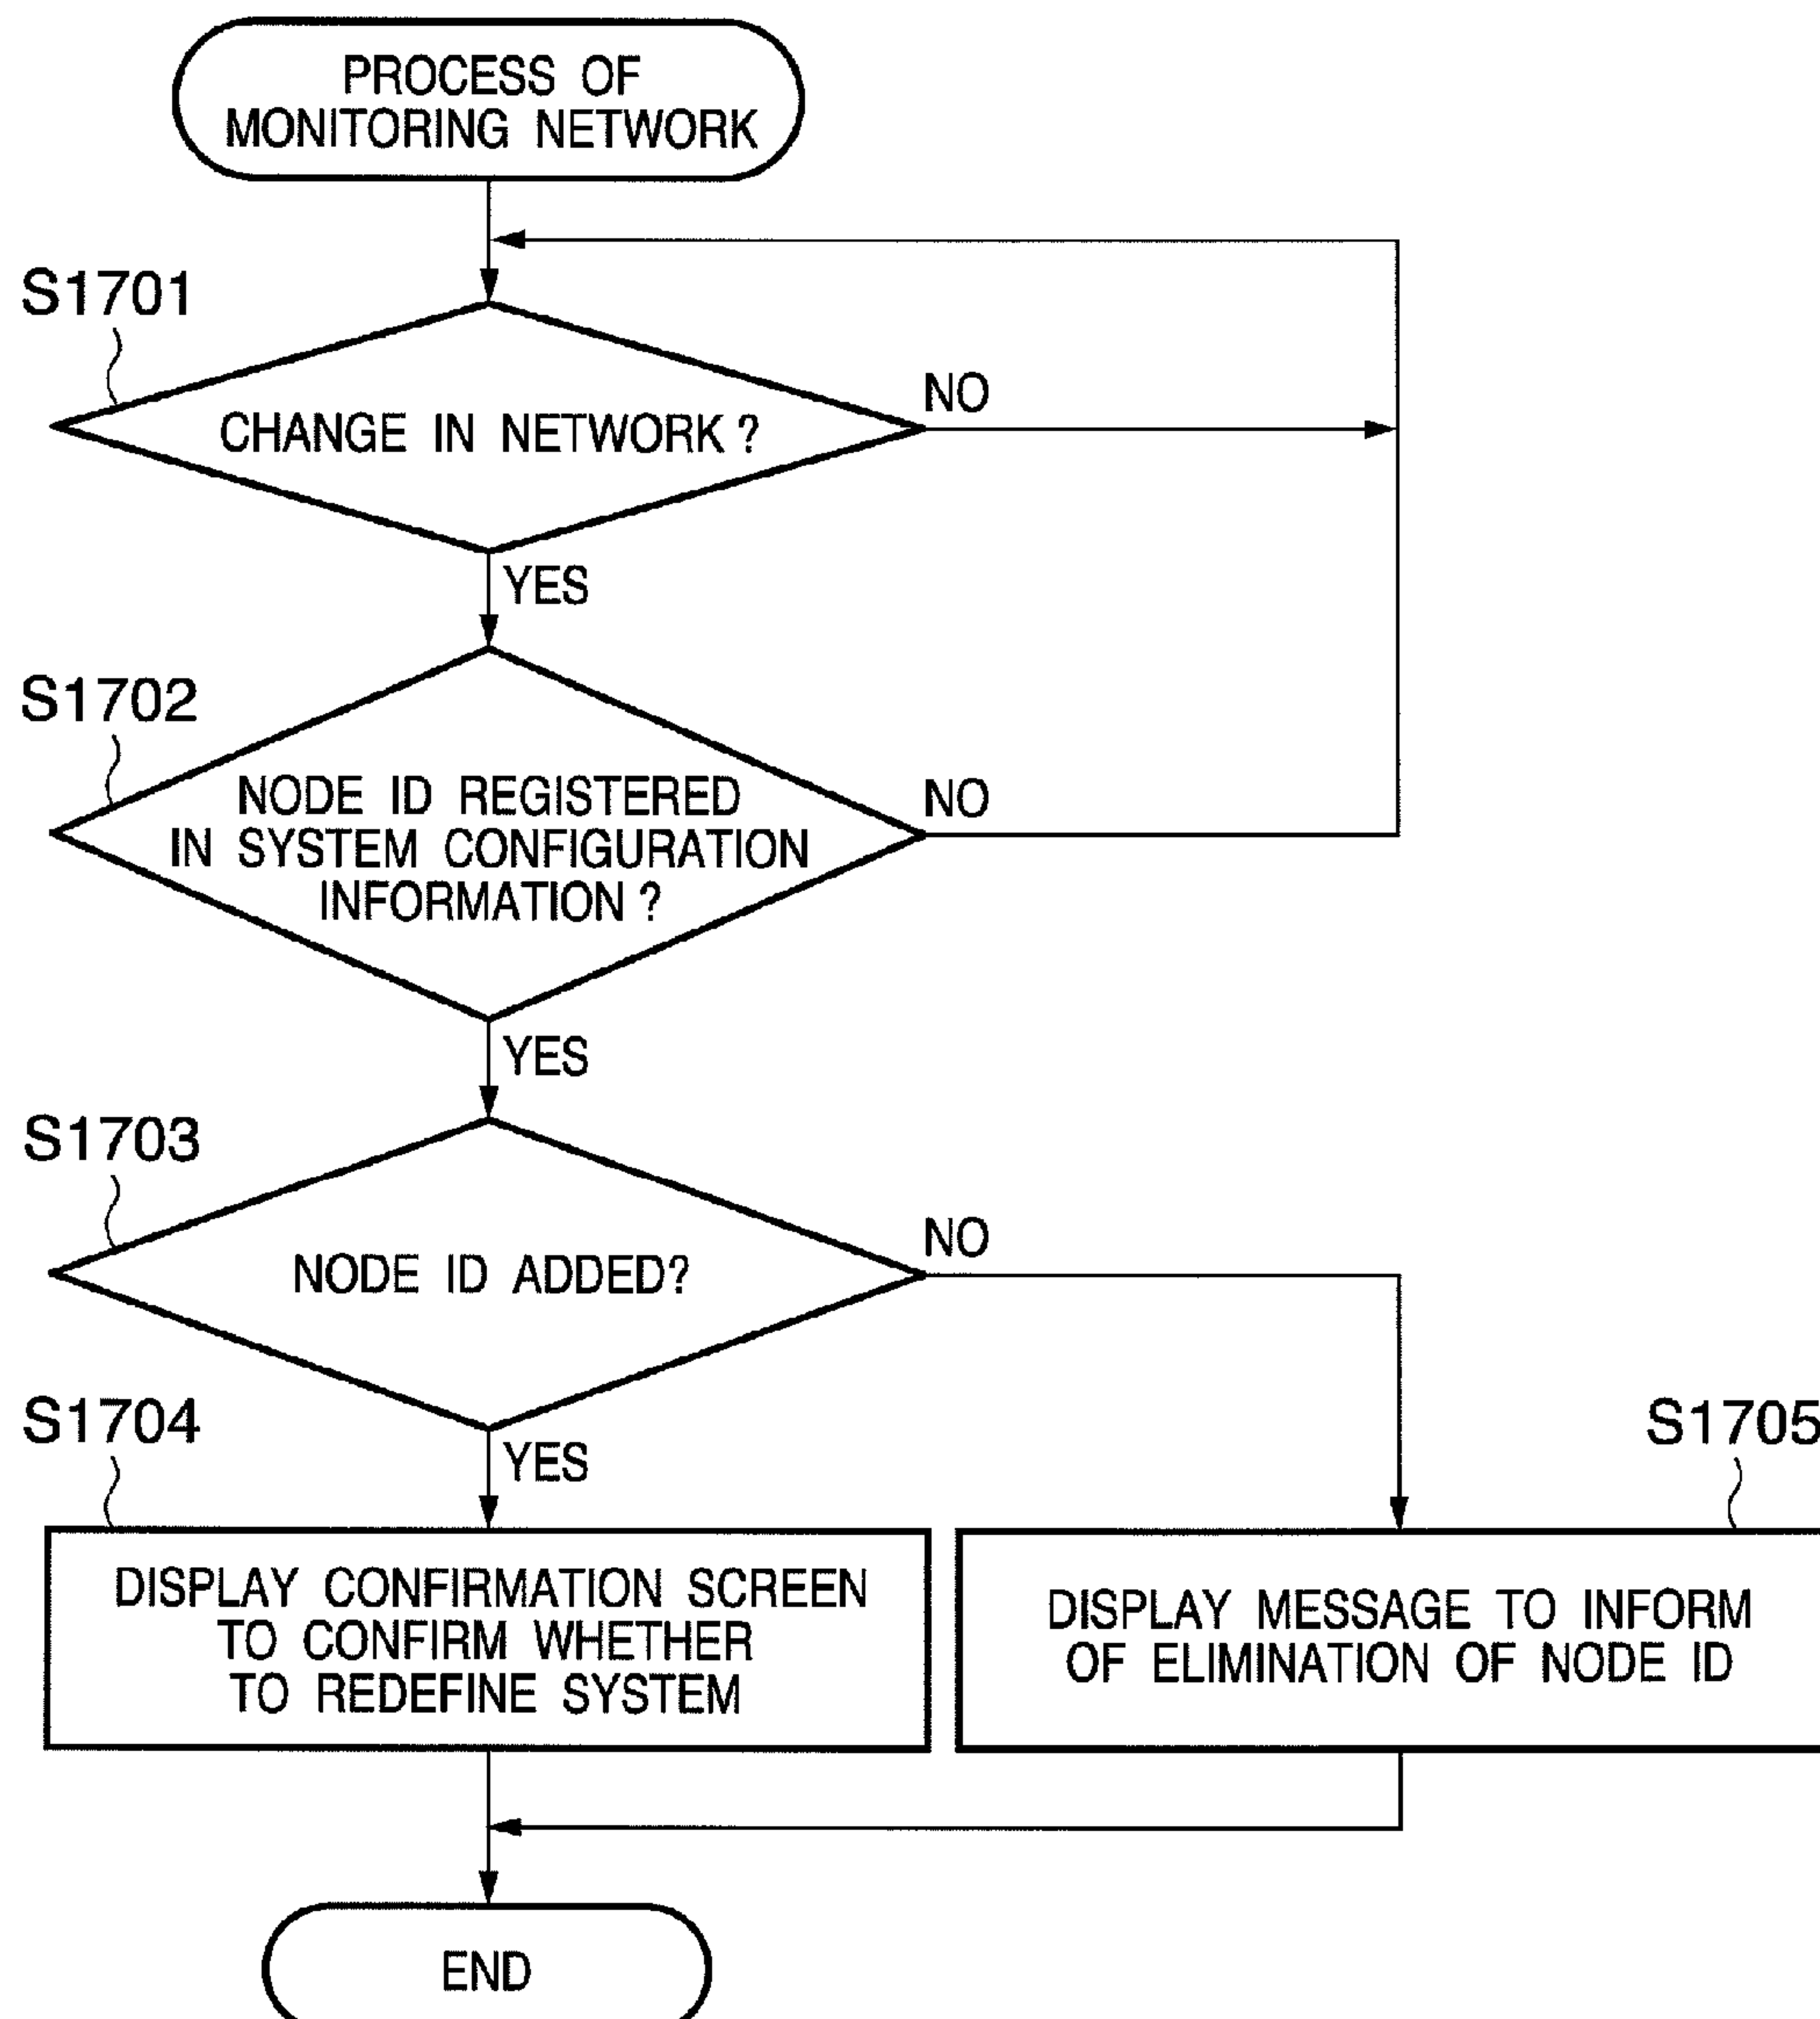 PROCESS OF
MONITORING NETWORK
S1701
CHANGE IN NETWORK ?
NO
YES
S1702
NODE ID REGISTERED
IN SYSTEM CONFIGURATION
INFORMATION ?
NO
YES
S1703
NODE ID ADDED?
NO
YES
S1704
DISPLAY CONFIRMATION SCREEN
TO CONFIRM WHETHER
TO REDEFINE SYSTEM
S1705
DISPLAY MESSAGE TO INFORM
OF ELIMINATION OF NODE ID
END